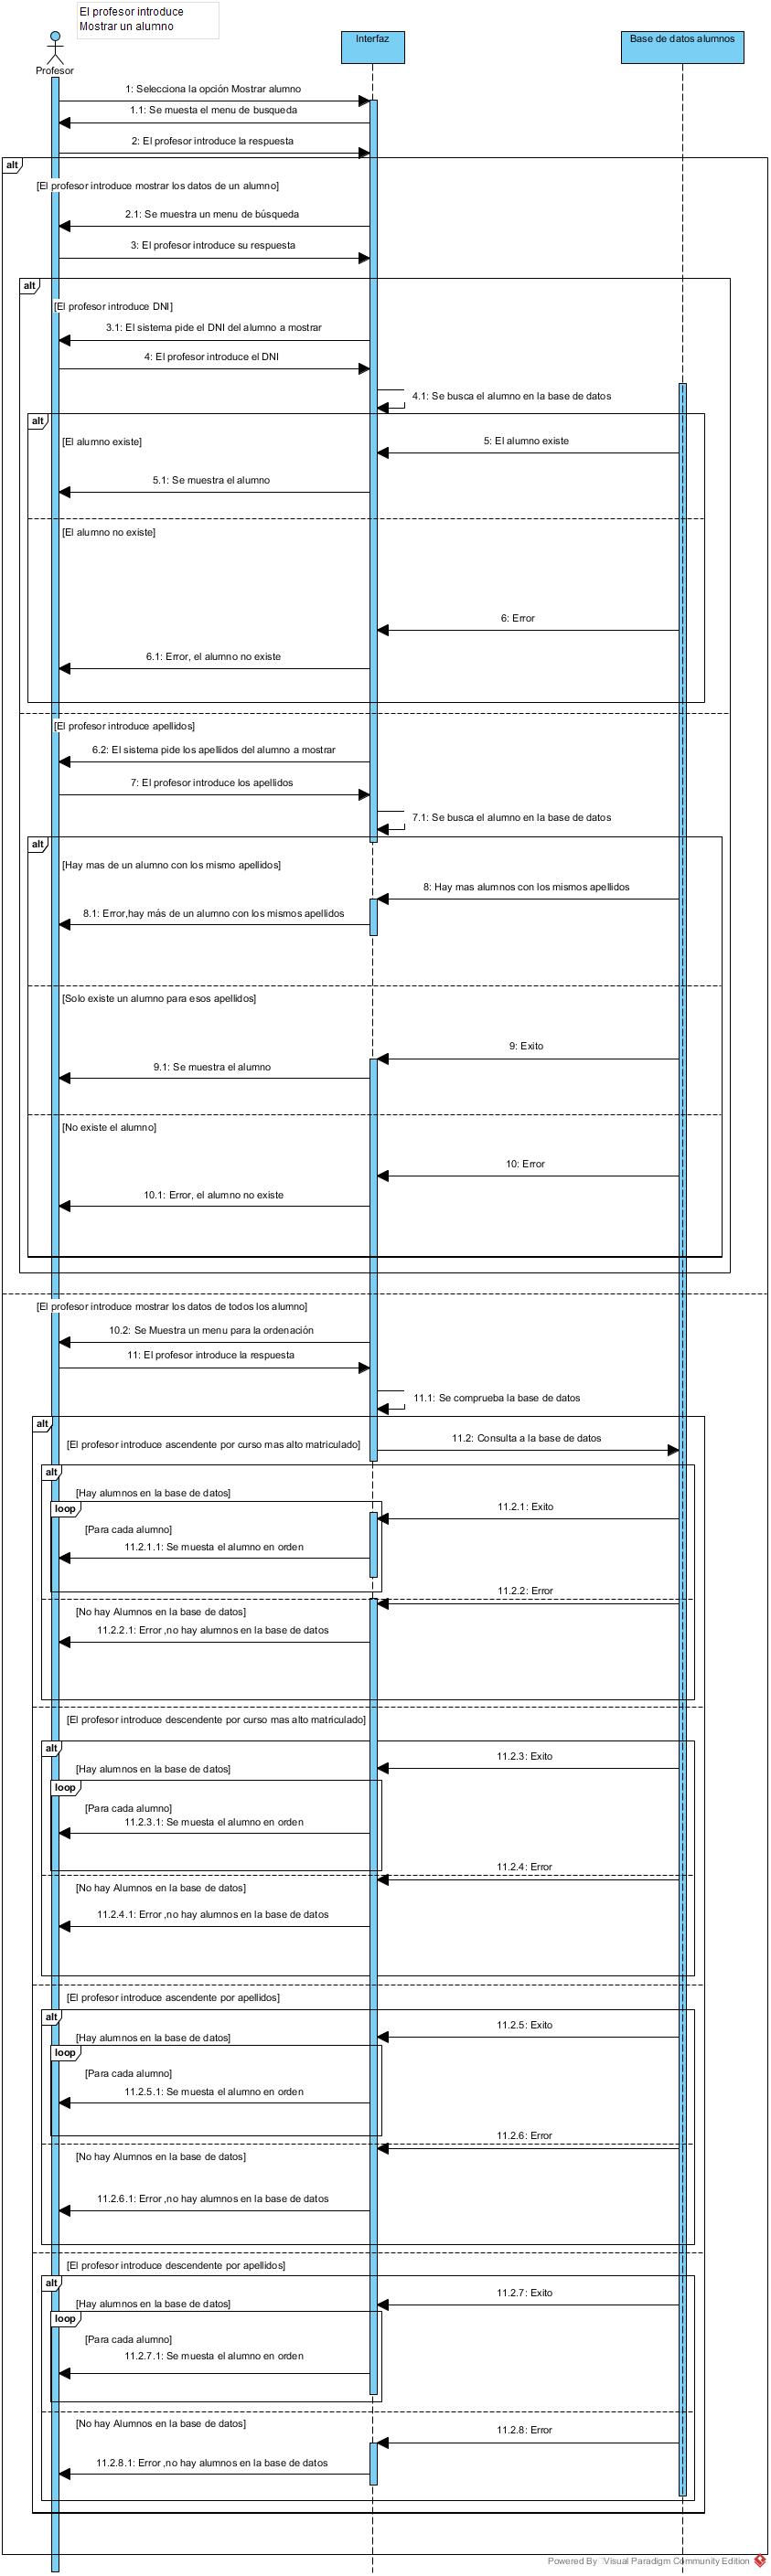 El profesor introduce
Mostrar un alumno
Profesor
Interfaz
Base de datos alumnos
1: Selecciona la opción Mostrar alumno
1.1: Se muesta el menu de busqueda
2: El profesor introduce la respuesta
alt
[El profesor introduce mostrar los datos de un alumno]
2.1: Se muestra un menu de búsqueda
3: El profesor introduce su respuesta
alt
[El profesor introduce DNI]
3.1: El sistema pide el DNI del alumno a mostrar
4: El profesor introduce el DNI
4.1: Se busca el alumno en la base de datos
alt
[El alumno existe]
5: El alumno existe
5.1: Se muestra el alumno
[El alumno no existe]
6: Error
6.1: Error, el alumno no existe
[El profesor introduce apellidos]
6.2: El sistema pide los apellidos del alumno a mostrar
7: El profesor introduce los apellidos
7.1: Se busca el alumno en la base de datos
alt
[Hay mas de un alumno con los mismo apellidos]
8: Hay mas alumnos con los mismos apellidos
8.1: Error,hay más de un alumno con los mismos apellidos
[Solo existe un alumno para esos apellidos]
9: Exito
9.1: Se muestra el alumno
[No existe el alumno]
10: Error
10.1: Error, el alumno no existe
[El profesor introduce mostrar los datos de todos los alumno]
10.2: Se Muestra un menu para la ordenación
11: El profesor introduce la respuesta
11.1: Se comprueba la base de datos
alt
[El profesor introduce ascendente por curso mas alto matriculado]
11.2: Consulta a la base de datos
alt
[Hay alumnos en la base de datos]
loop
11.2.1: Exito
[Para cada alumno]
11.2.1.1: Se muesta el alumno en orden
11.2.2: Error
[No hay Alumnos en la base de datos]
11.2.2.1: Error ,no hay alumnos en la base de datos
[El profesor introduce descendente por curso mas alto matriculado]
alt
11.2.3: Exito
[Hay alumnos en la base de datos]
loop
[Para cada alumno]
11.2.3.1: Se muesta el alumno en orden
11.2.4: Error
[No hay Alumnos en la base de datos]
11.2.4.1: Error ,no hay alumnos en la base de datos
[El profesor introduce ascendente por apellidos]
alt
11.2.5: Exito
[Hay alumnos en la base de datos]
loop
[Para cada alumno]
11.2.5.1: Se muesta el alumno en orden
11.2.6: Error
[No hay Alumnos en la base de datos]
11.2.6.1: Error ,no hay alumnos en la base de datos
[El profesor introduce descendente por apellidos]
alt
11.2.7: Exito
[Hay alumnos en la base de datos]
loop
[Para cada alumno]
11.2.7.1: Se muesta el alumno en orden
[No hay Alumnos en la base de datos]
11.2.8: Error
11.2.8.1: Error ,no hay alumnos en la base de datos
Powered By Visual Paradigm Community Edition